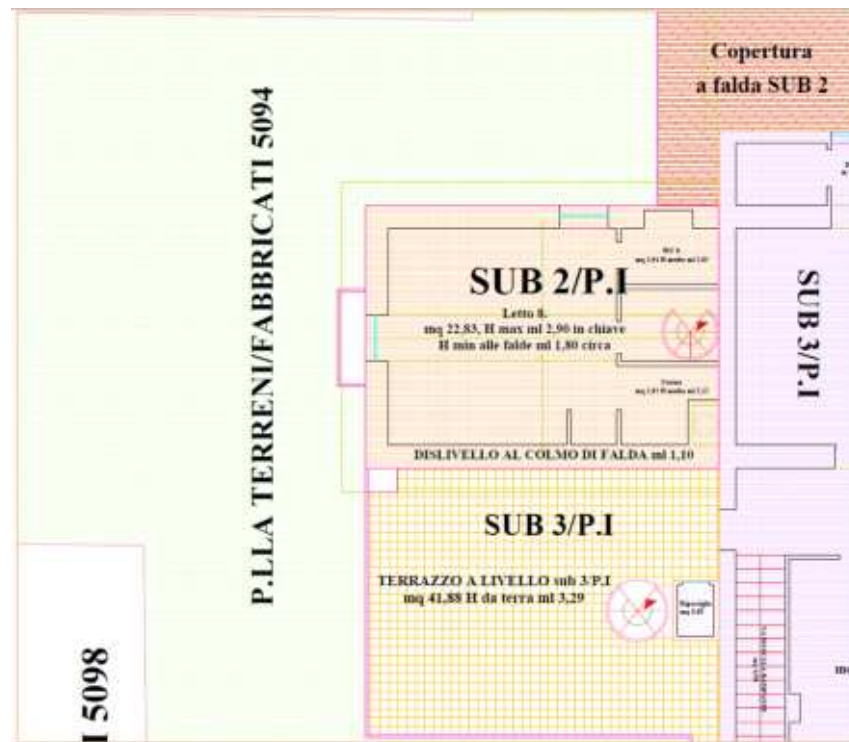 Copertura
a falda SUB 2
P.LLA TERRENI/FABBRICATI 5094
SUB 2/P.I
Letto 8.
mq 22,83, H max ml 2,90 in chiave
H min alle falde ml 1,80 circa
SUB 3/P.I
DISLIVELLO AL COLMO DI FALDA ml 1,10
SUB 3/P.I
TERRAZZO A LIVELLO sub 3/P.I
mq 41,88 H da terra ml 3,29
I 5098